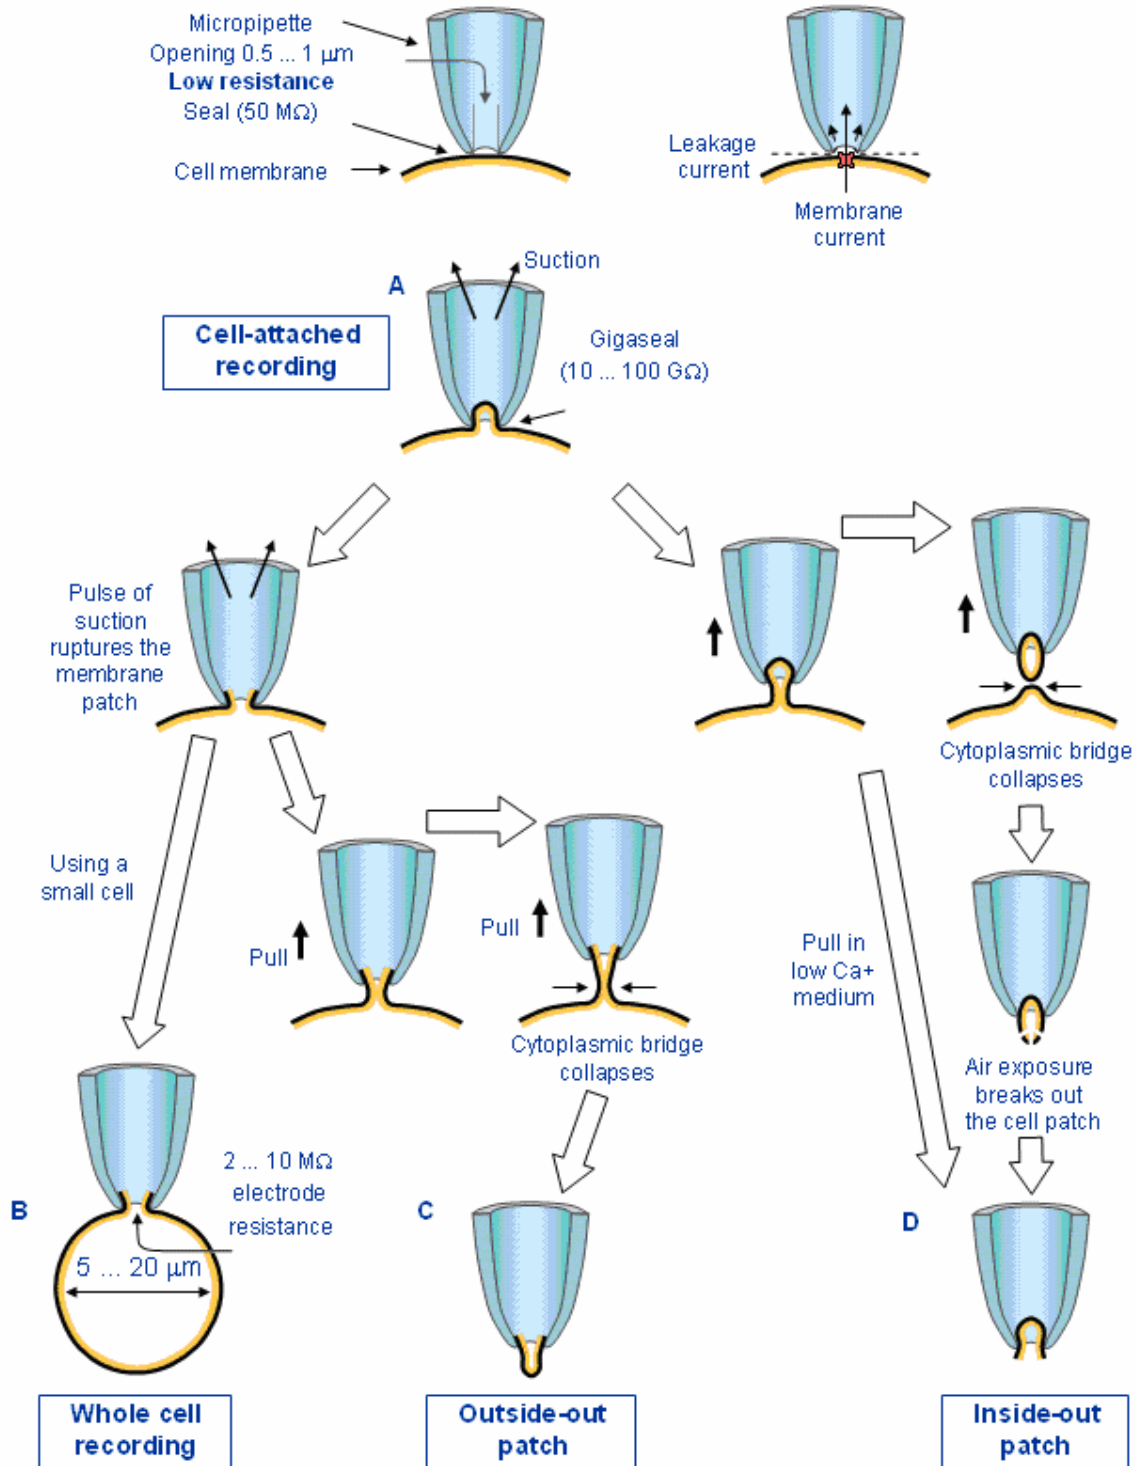 Micropipette
Opening 0.5 ... 1 μm
Low resistance
Seal (50 MΩ)
Cell membrane
Leakage
current
Membrane
current
A
Suction
Cell-attached
recording
Gigaseal
(10 ... 100 GΩ)
Pulse of
suction
ruptures the
membrane
patch
Cytoplasmic bridge
collapses
Using a
small cell
Pull
Pull
Cytoplasmic bridge
collapses
Pull in
low Ca+
medium
Air exposure
breaks out
the cell patch
B
2 ... 10 MΩ
electrode
resistance
5 ... 20 μm
C
D
Whole cell
recording
Outside-out
patch
Inside-out
patch